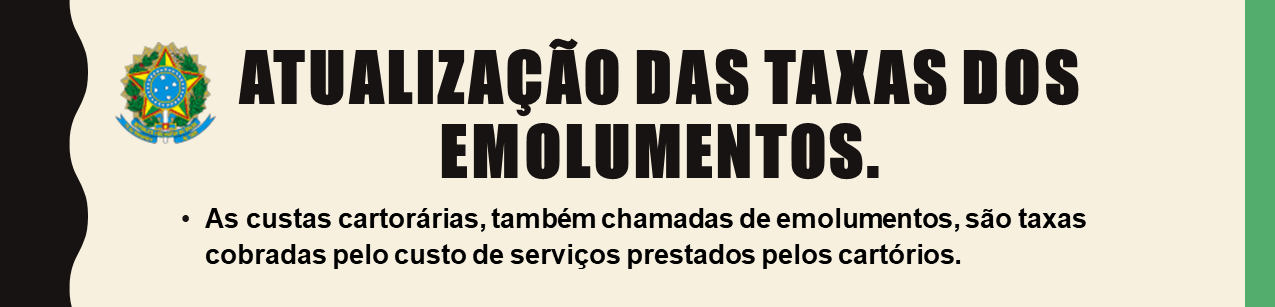 ATUALIZAÇÃO DAS TAXAS DOS
EMOLUMENTOS.
• As custas cartorárias, também chamadas de emolumentos, são taxas
cobradas pelo custo de serviços prestados pelos cartórios.